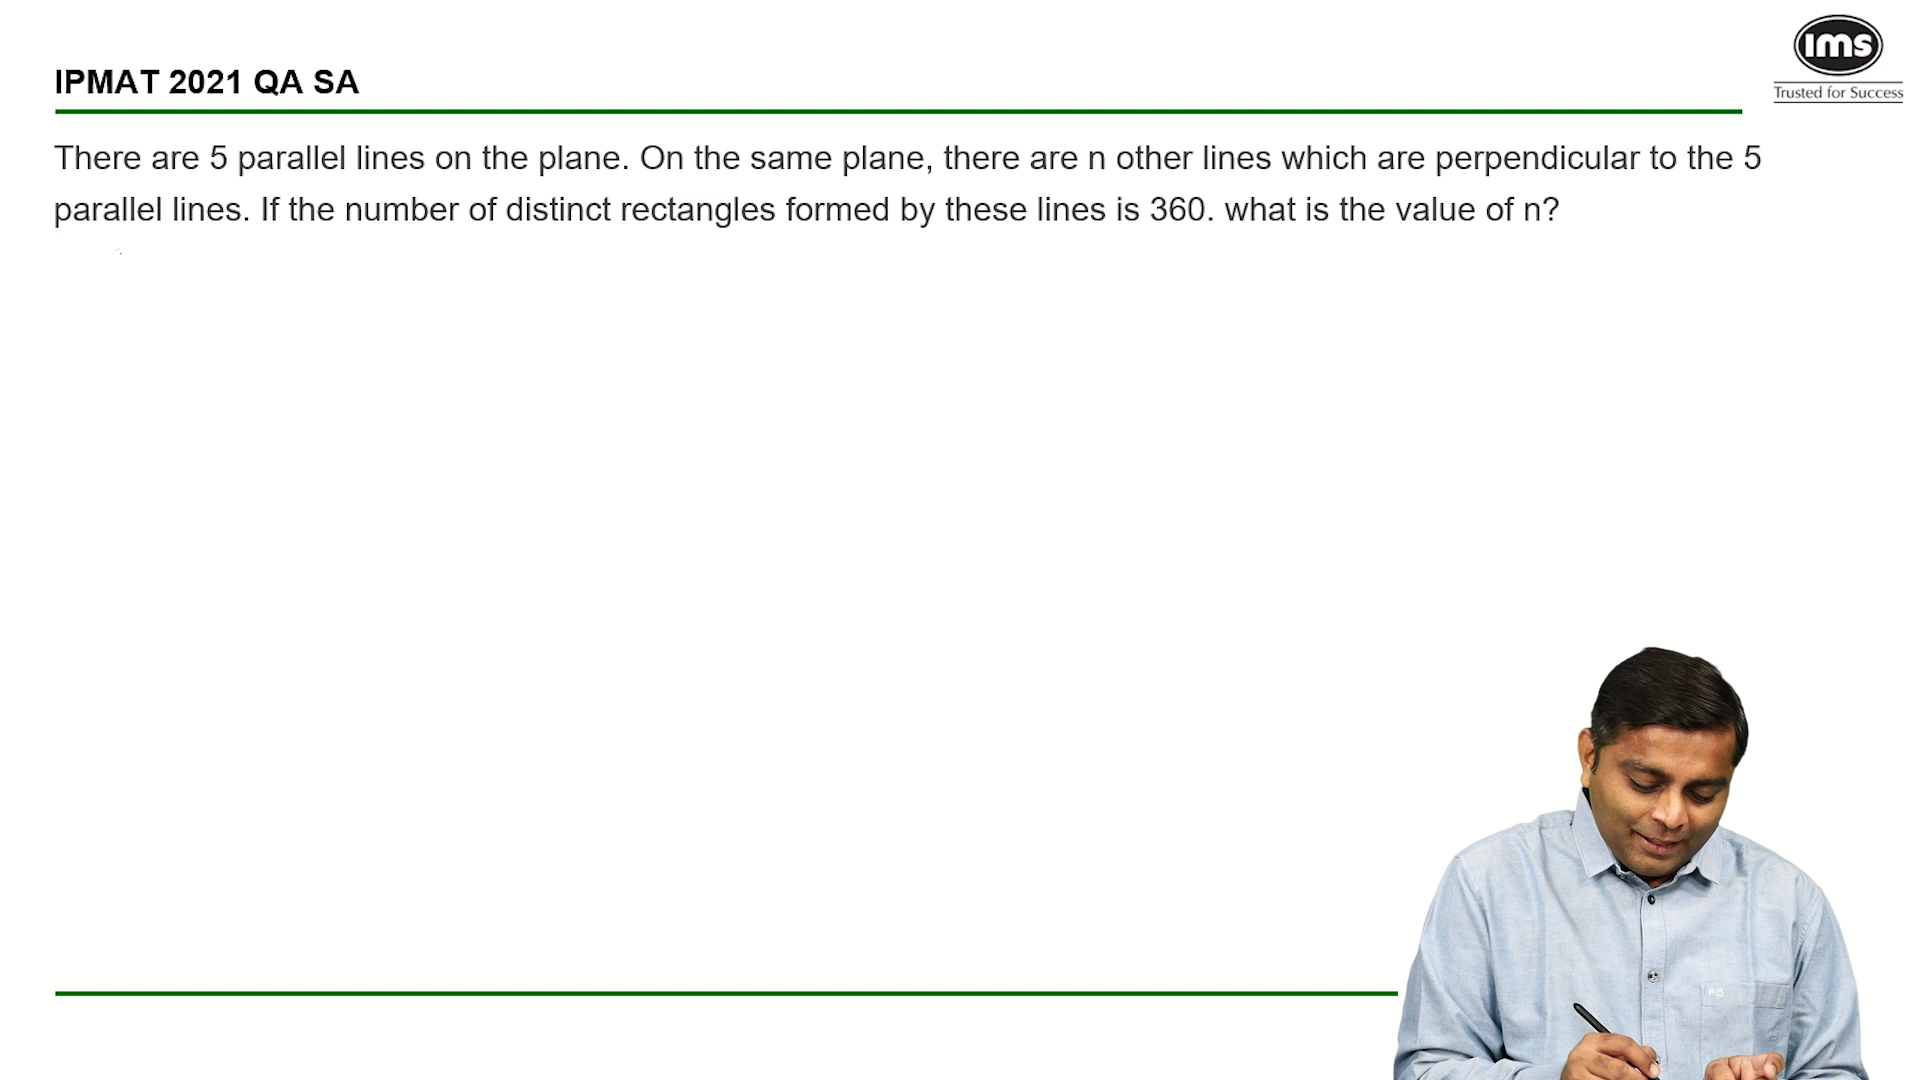 ims
Trusted for Success
IPMAT 2021 QA SA
There are 5 parallel lines on the plane. On the same plane, there are n other lines which are perpendicular to the 5
parallel lines. If the number of distinct rectangles formed by these lines is 360. what is the value of n?